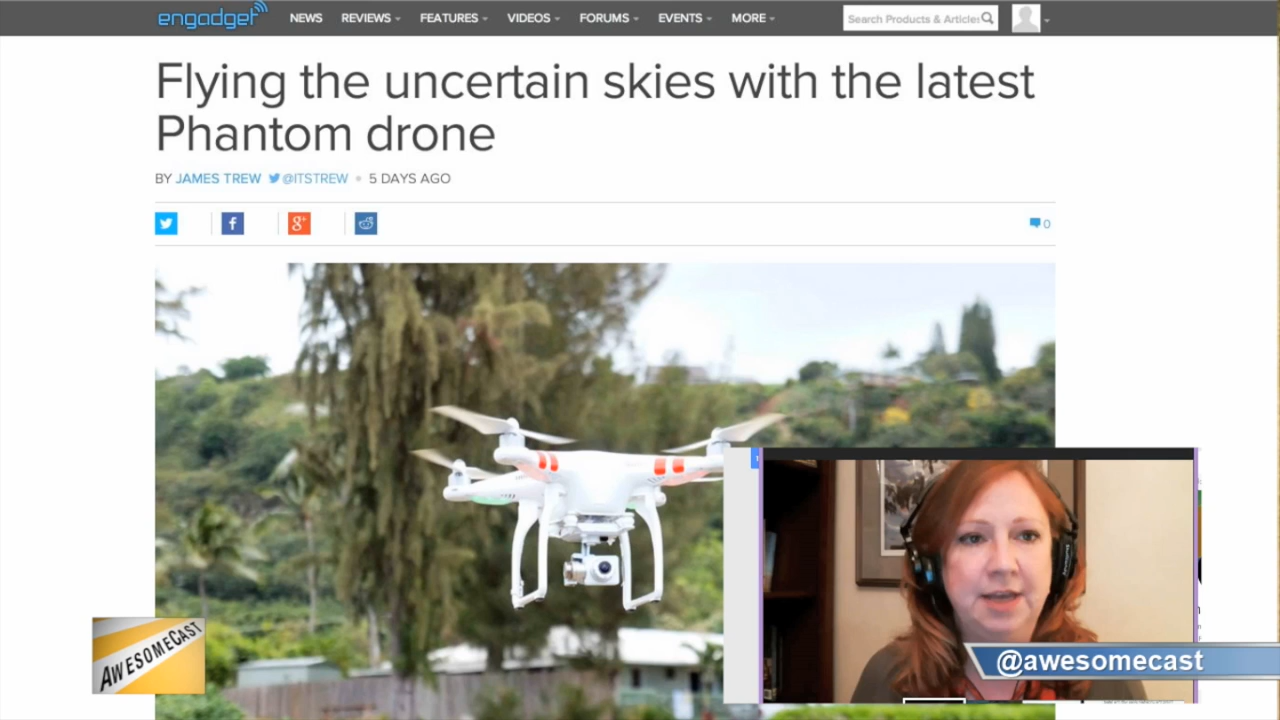 engadget
NEWS REVIEWS FEATURES VIDEOS FORUMS EVENTS MORE
Search Products & Articles
Flying the uncertain skies with the latest
Phantom drone
BY JAMES TREW @ITSTREW • 5 DAYS AGO
0
AWESOMECAST
@awesomecast